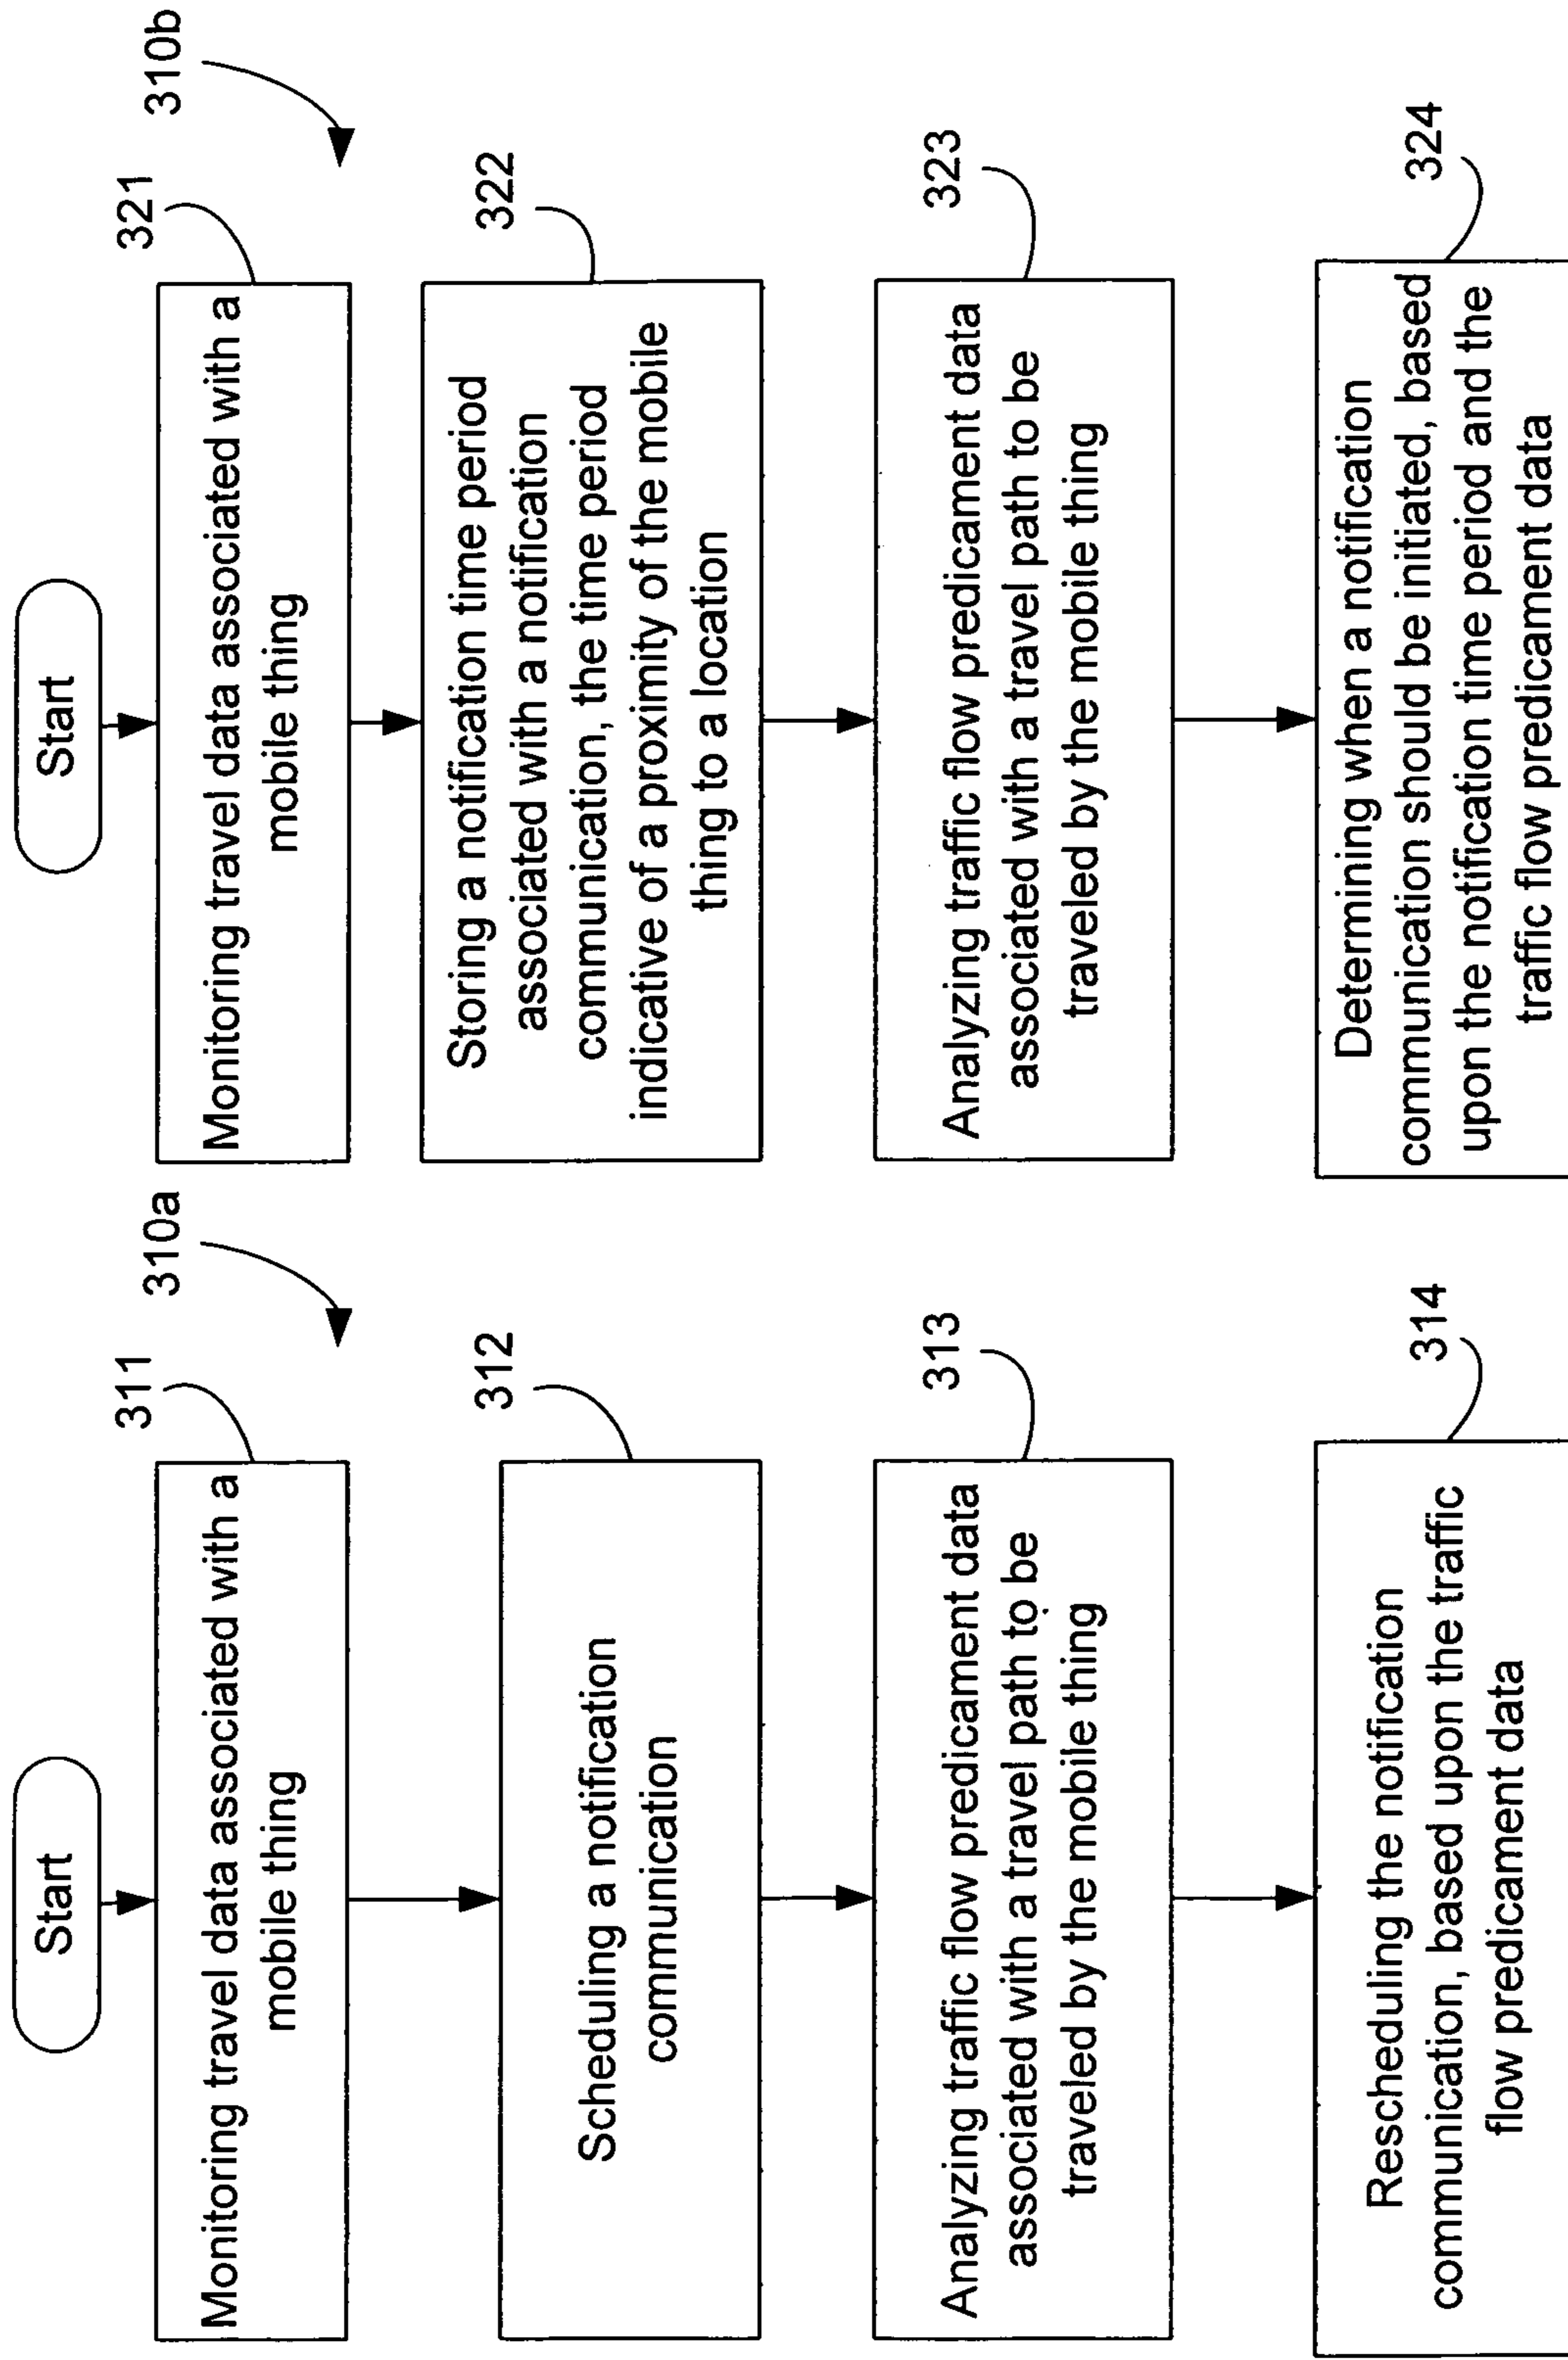 Start
310a
311
Monitoring travel data associated with a
mobile thing
312
Scheduling a notification
communication
313
Analyzing traffic flow predicament data
associated with a travel path to be
traveled by the mobile thing
314
Rescheduling the notification
communication, based upon the traffic
flow predicament data
Start
310b
321
Monitoring travel data associated with a
mobile thing
322
Storing a notification time period
associated with a notification
communication, the time period
indicative of a proximity of the mobile
thing to a location
323
Analyzing traffic flow predicament data
associated with a travel path to be
traveled by the mobile thing
324
Determining when a notification
communication should be initiated, based
upon the notification time period and the
traffic flow predicament data